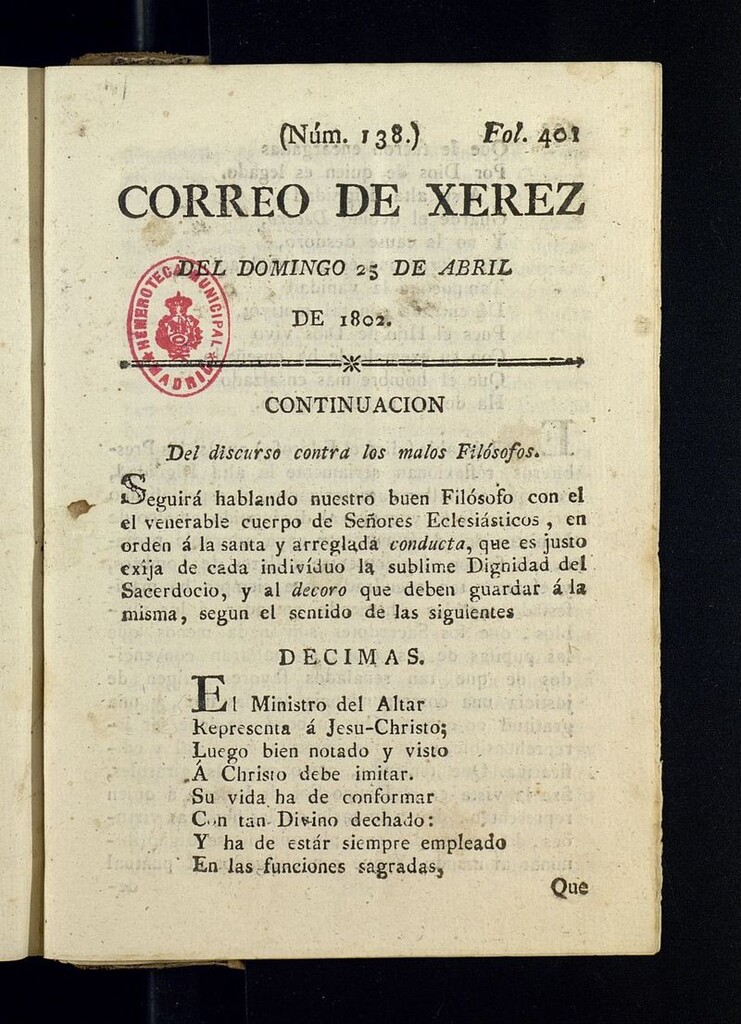 (Núm. 138.) Fol. 401
CORREO DE XEREZ
DEL DOMINGO 25 DE ABRIL
DE 1802.
HEMEROTECA MUNICIPAL
MADRID
CONTINUACION
Del discurso contra los malos Filósofos.
Seguirá hablando nuestro buen Filósofo con el
el venerable cuerpo de Señores Eclesiásticos, en
orden á la santa y arreglada conducta, que es justo
exija de cada indivíduo la sublime Dignidad del
Sacerdocio, y al decoro que deben guardar á la
misma, segun el sentido de las siguientes
DECIMAS.
El Ministro del Altar
Representa á Jesu-Christo;
Luego bien notado y visto
Á Christo debe imitar.
Su vida ha de conformar
Con tan Divino dechado:
Y ha de estár siempre empleado
En las funciones sagradas,
Que